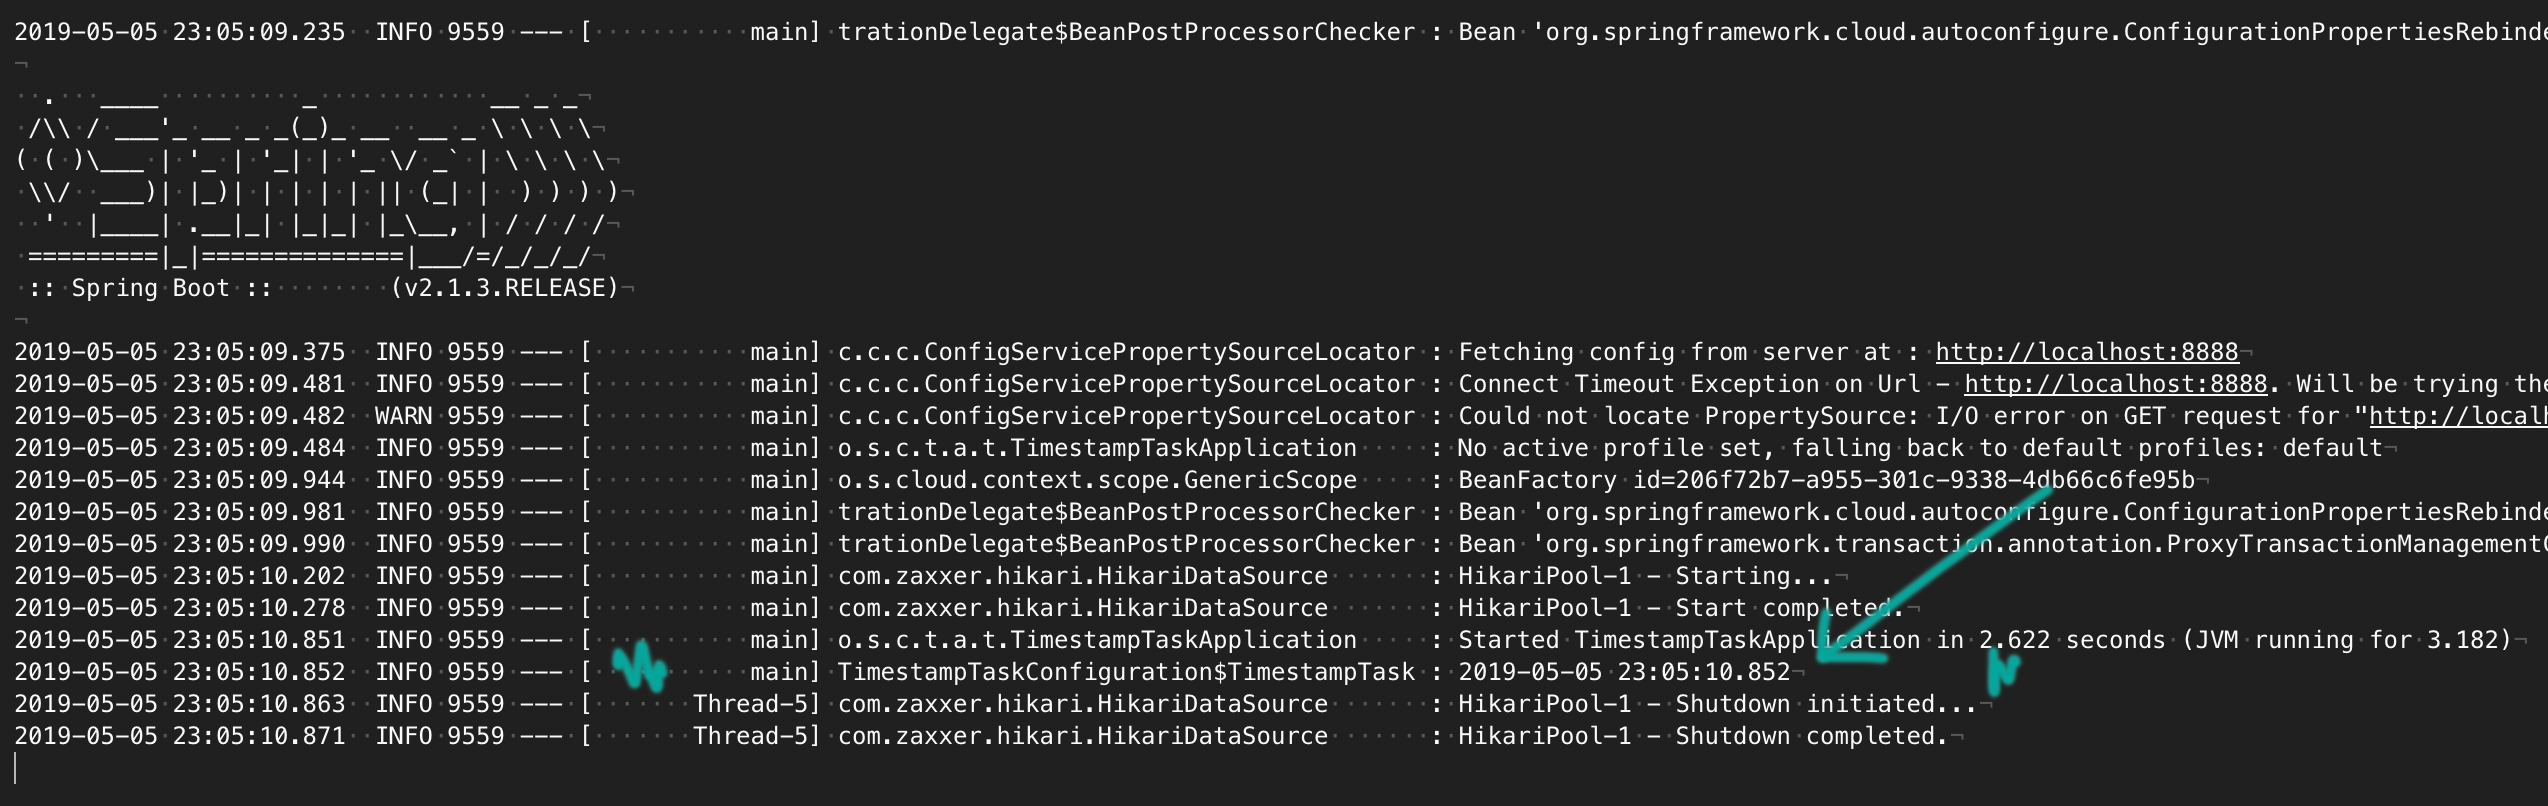 2019-05-05 23:05:09.235  INFO 9559 --- [           main] trationDelegate$BeanPostProcessorChecker : Bean 'org.springframework.cloud.autoconfigure.ConfigurationPropertiesRebinde

  .   ____          _            __ _ _
 /\\ / ___'_ __ _ _(_)_ __  __ _ \ \ \ \
( ( )\___ | '_ | '_| | '_ \/ _` | \ \ \ \
 \\/  ___)| |_)| | | | | || (_| |  ) ) ) )
  '  |____| .__|_| |_|_| |_\__, | / / / /
 =========|_|==============|___/=/_/_/_/
 :: Spring Boot ::        (v2.1.3.RELEASE)

2019-05-05 23:05:09.375  INFO 9559 --- [           main] c.c.c.ConfigServicePropertySourceLocator : Fetching config from server at : http://localhost:8888
2019-05-05 23:05:09.481  INFO 9559 --- [           main] c.c.c.ConfigServicePropertySourceLocator : Connect Timeout Exception on Url - http://localhost:8888. Will be trying the
2019-05-05 23:05:09.482  WARN 9559 --- [           main] c.c.c.ConfigServicePropertySourceLocator : Could not locate PropertySource: I/O error on GET request for "http://localh
2019-05-05 23:05:09.484  INFO 9559 --- [           main] o.s.c.t.a.t.TimestampTaskApplication     : No active profile set, falling back to default profiles: default
2019-05-05 23:05:09.944  INFO 9559 --- [           main] o.s.cloud.context.scope.GenericScope     : BeanFactory id=206f72b7-a955-301c-9338-4db66c6fe95b
2019-05-05 23:05:09.981  INFO 9559 --- [           main] trationDelegate$BeanPostProcessorChecker : Bean 'org.springframework.cloud.autoconfigure.ConfigurationPropertiesRebinde
2019-05-05 23:05:09.990  INFO 9559 --- [           main] trationDelegate$BeanPostProcessorChecker : Bean 'org.springframework.transaction.annotation.ProxyTransactionManagementC
2019-05-05 23:05:10.202  INFO 9559 --- [           main] com.zaxxer.hikari.HikariDataSource       : HikariPool-1 - Starting...
2019-05-05 23:05:10.278  INFO 9559 --- [           main] com.zaxxer.hikari.HikariDataSource       : HikariPool-1 - Start completed.
2019-05-05 23:05:10.851  INFO 9559 --- [           main] o.s.c.t.a.t.TimestampTaskApplication     : Started TimestampTaskApplication in 2.622 seconds (JVM running for 3.182)
2019-05-05 23:05:10.852  INFO 9559 --- [           main] TimestampTaskConfiguration$TimestampTask : 2019-05-05 23:05:10.852
2019-05-05 23:05:10.863  INFO 9559 --- [       Thread-5] com.zaxxer.hikari.HikariDataSource       : HikariPool-1 - Shutdown initiated...
2019-05-05 23:05:10.871  INFO 9559 --- [       Thread-5] com.zaxxer.hikari.HikariDataSource       : HikariPool-1 - Shutdown completed.